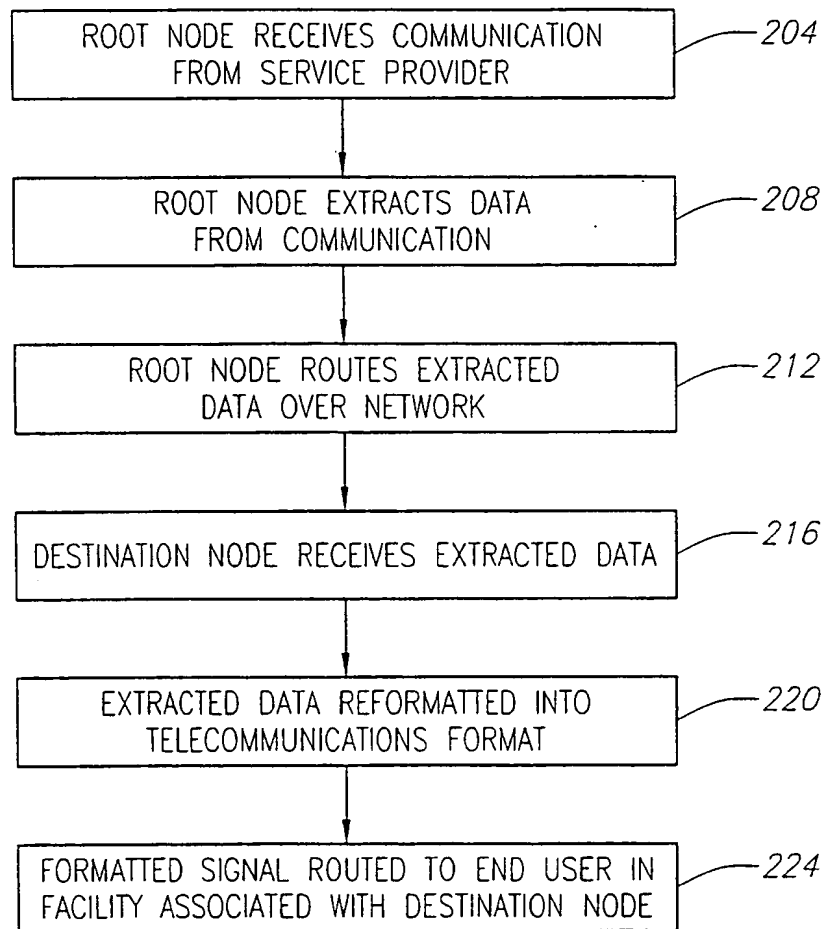 ROOT NODE RECEIVES COMMUNICATION
FROM SERVICE PROVIDER
204
ROOT NODE EXTRACTS DATA
FROM COMMUNICATION
208
ROOT NODE ROUTES EXTRACTED
DATA OVER NETWORK
212
DESTINATION NODE RECEIVES EXTRACTED DATA
216
EXTRACTED DATA REFORMATTED INTO
TELECOMMUNICATIONS FORMAT
220
FORMATTED SIGNAL ROUTED TO END USER IN
FACILITY ASSOCIATED WITH DESTINATION NODE
224